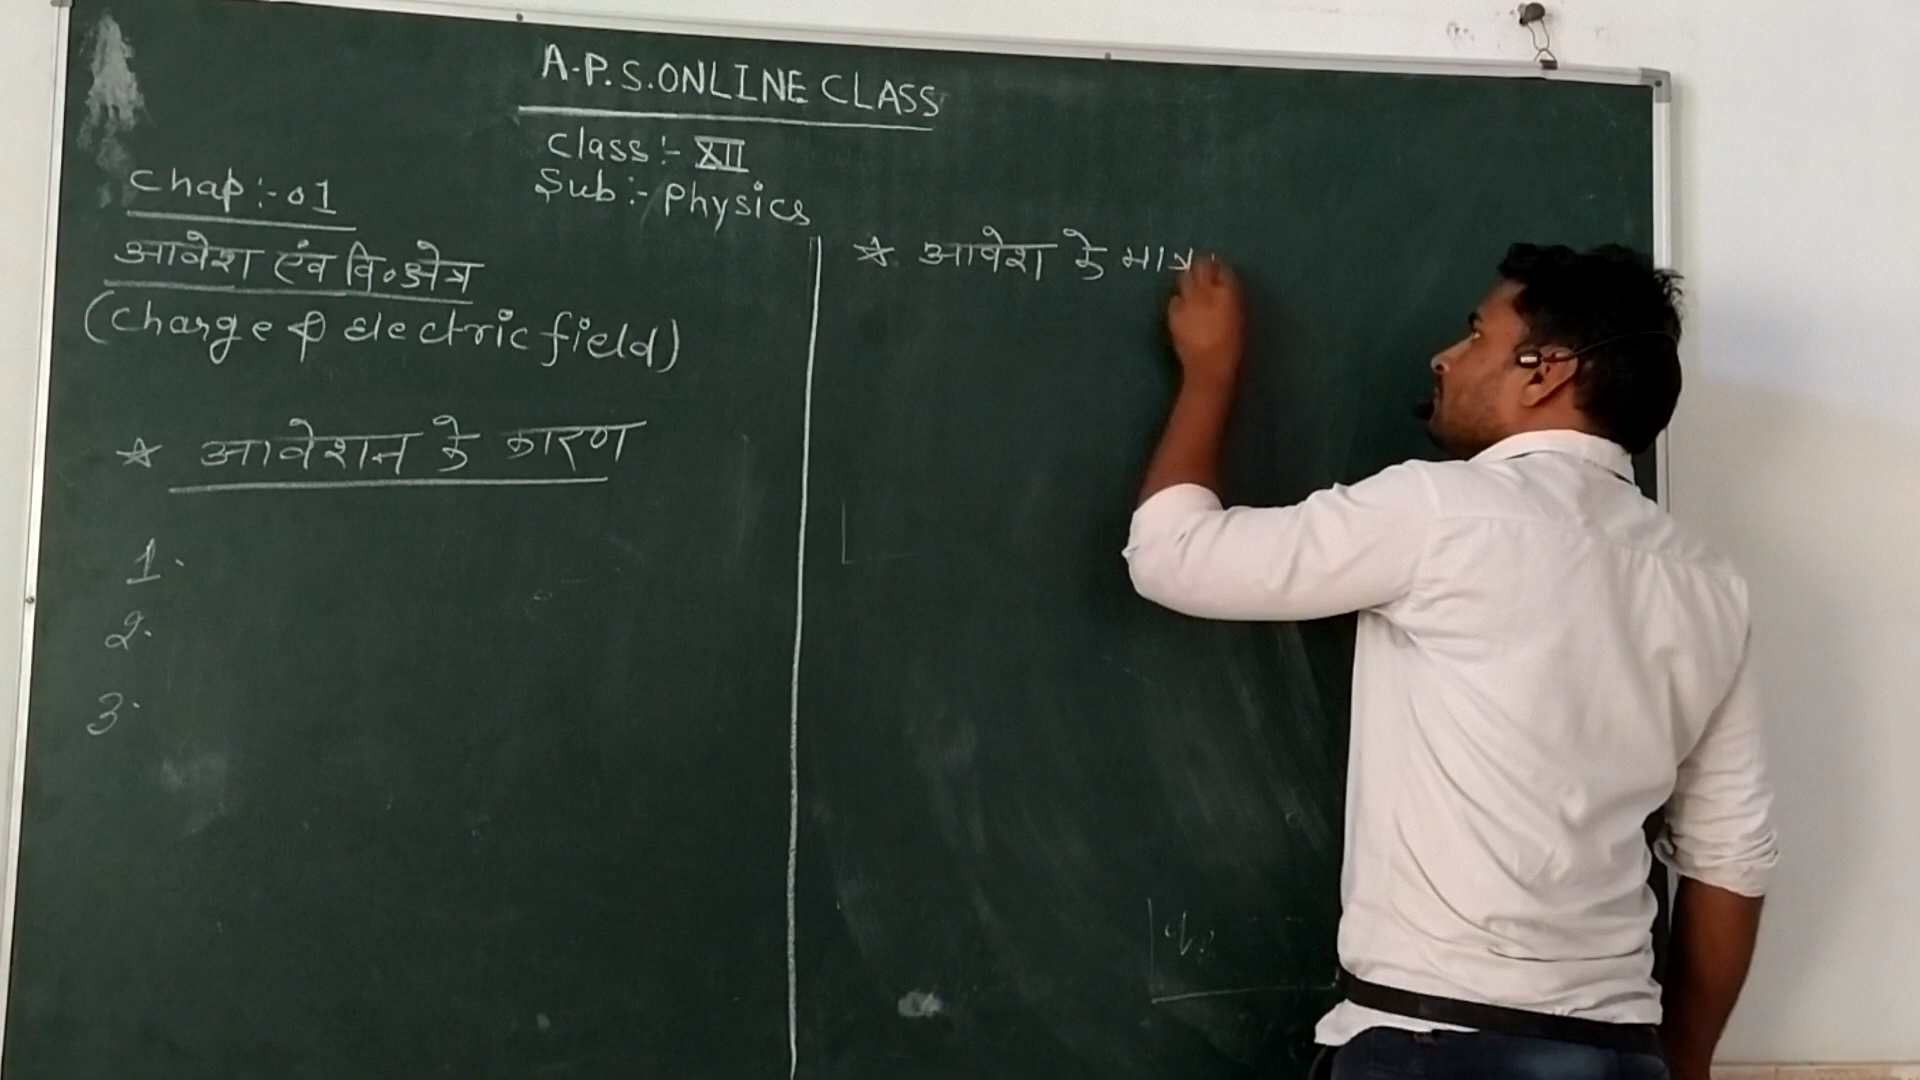 A.P.S. ONLINE CLASS
Class:- XII
Sub:- Physics
Chap:-01
आवेश एंव वि॰ क्षेत्र
(Charge & electric field)
☆ आवेशन के कारण
1.
2.
3.
☆ आवेश के मात्र
q